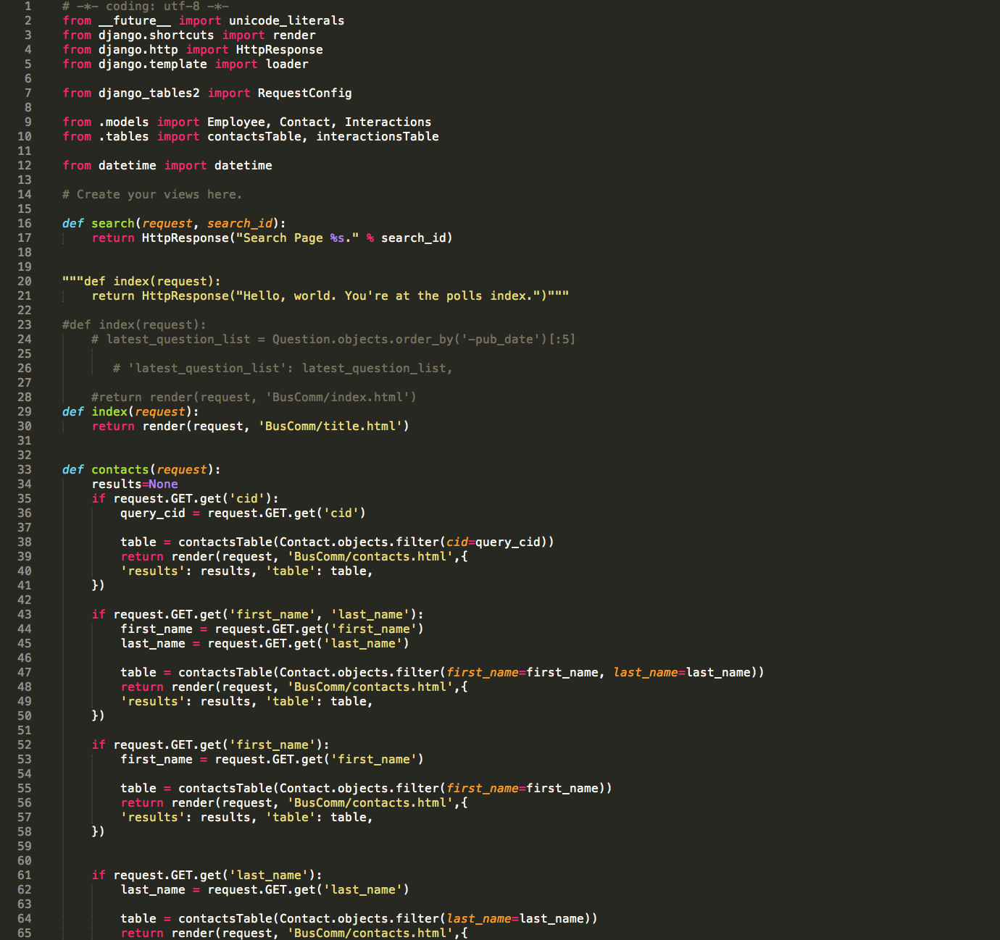 1 # -*- coding: utf-8 -*-
2 from __future__ import unicode_literals
3 from django.shortcuts import render
4 from django.http import HttpResponse
5 from django.template import loader
6
7 from django_tables2 import RequestConfig
8
9 from .models import Employee, Contact, Interactions
10 from .tables import contactsTable, interactionsTable
11
12 from datetime import datetime
13
14 # Create your views here.
15
16 def search(request, search_id):
17     return HttpResponse("Search Page %s." % search_id)
18
19
20 """def index(request):
21     return HttpResponse("Hello, world. You're at the polls index.")"""
22
23 #def index(request):
24     # latest_question_list = Question.objects.order_by('-pub_date')[:5]
25
26        # 'latest_question_list': latest_question_list,
27
28     #return render(request, 'BusComm/index.html')
29 def index(request):
30     return render(request, 'BusComm/title.html')
31
32
33 def contacts(request):
34     results=None
35     if request.GET.get('cid'):
36         query_cid = request.GET.get('cid')
37
38         table = contactsTable(Contact.objects.filter(cid=query_cid))
39         return render(request, 'BusComm/contacts.html',{
40         'results': results, 'table': table,
41     })
42
43     if request.GET.get('first_name', 'last_name'):
44         first_name = request.GET.get('first_name')
45         last_name = request.GET.get('last_name')
46
47         table = contactsTable(Contact.objects.filter(first_name=first_name, last_name=last_name))
48         return render(request, 'BusComm/contacts.html',{
49         'results': results, 'table': table,
50     })
51
52     if request.GET.get('first_name'):
53         first_name = request.GET.get('first_name')
54
55         table = contactsTable(Contact.objects.filter(first_name=first_name))
56         return render(request, 'BusComm/contacts.html',{
57         'results': results, 'table': table,
58     })
59
60
61     if request.GET.get('last_name'):
62         last_name = request.GET.get('last_name')
63
64         table = contactsTable(Contact.objects.filter(last_name=last_name))
65         return render(request, 'BusComm/contacts.html',{